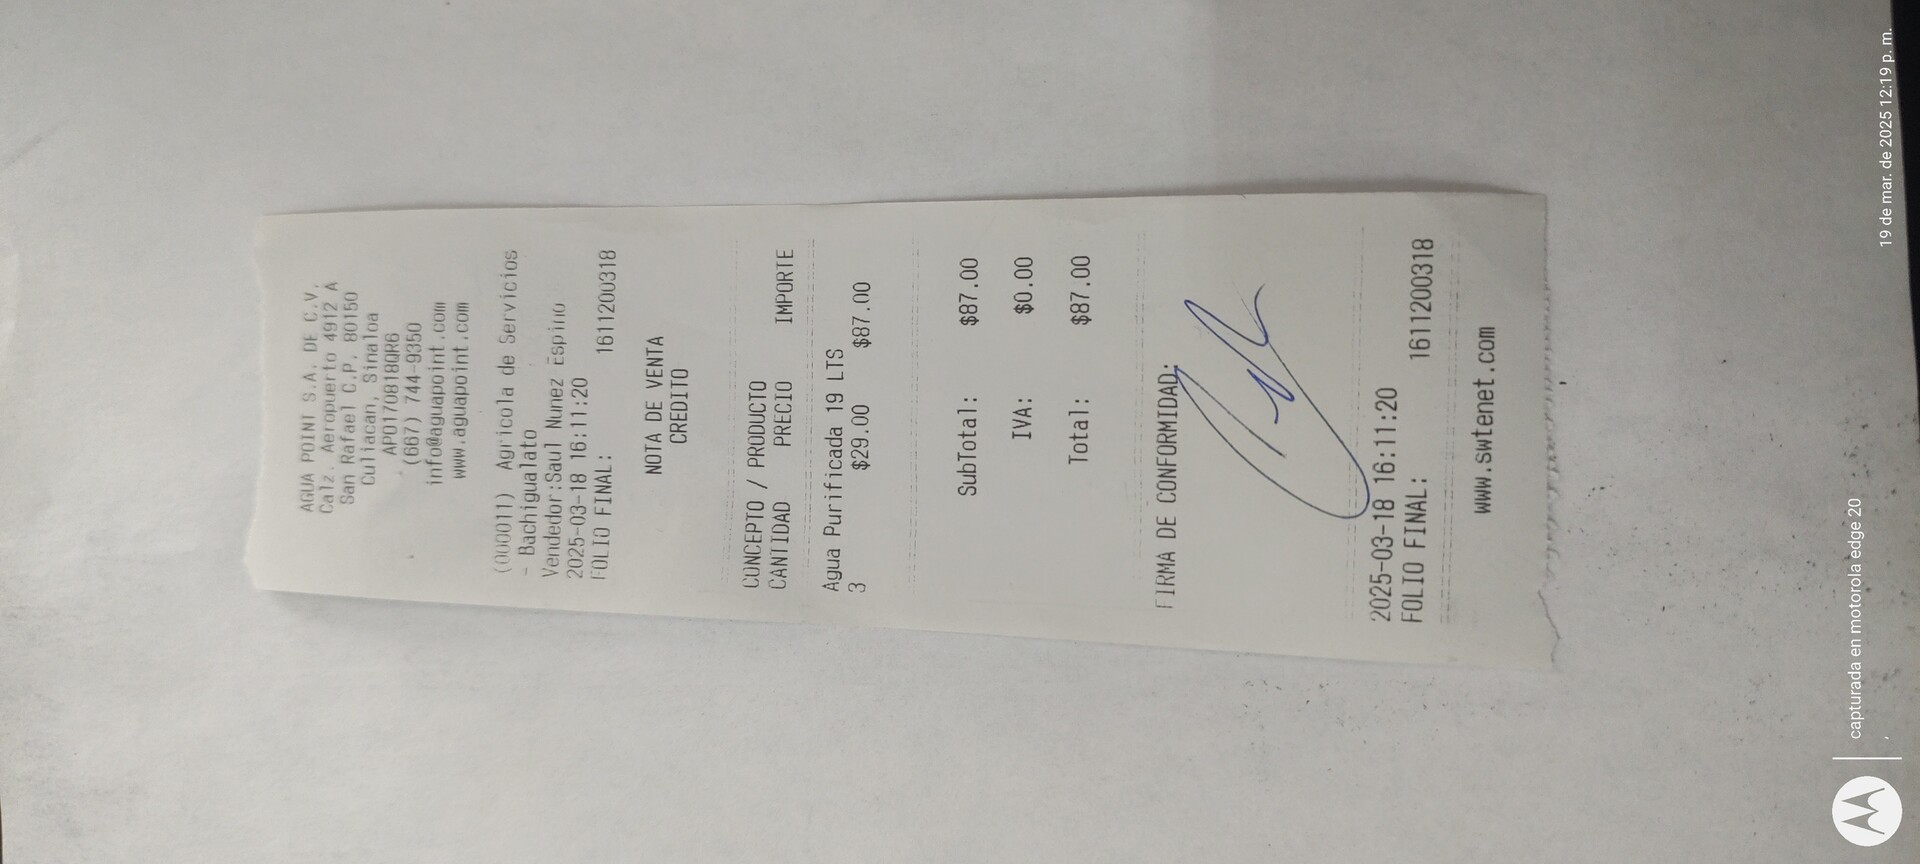 AGUA POINT S.A. DE C.V.
Calz. Aeropuerto 4912 A
San Rafael C.P. 80150
Culiacan, Sinaloa
APO170818QR6
(667) 744-9350
info@aguapoint.com
www.aguapoint.com
(000011) Agricola de Servicios
- Bachigualato
Vendedor:Saul Nunez Espino
2025-03-18 16:11:20
FOLIO FINAL: 1611200318
NOTA DE VENTA
CREDITO
CONCEPTO / PRODUCTO
CANTIDAD PRECIO IMPORTE
Agua Purificada 19 LTS
3 $29.00 $87.00
SubTotal: $87.00
IVA: $0.00
Total: $87.00
FIRMA DE CONFORMIDAD:
2025-03-18 16:11:20
FOLIO FINAL: 1611200318
www.swtenet.com
capturada en motorola edge 20
19 de mar. de 2025 12:19 p. m.